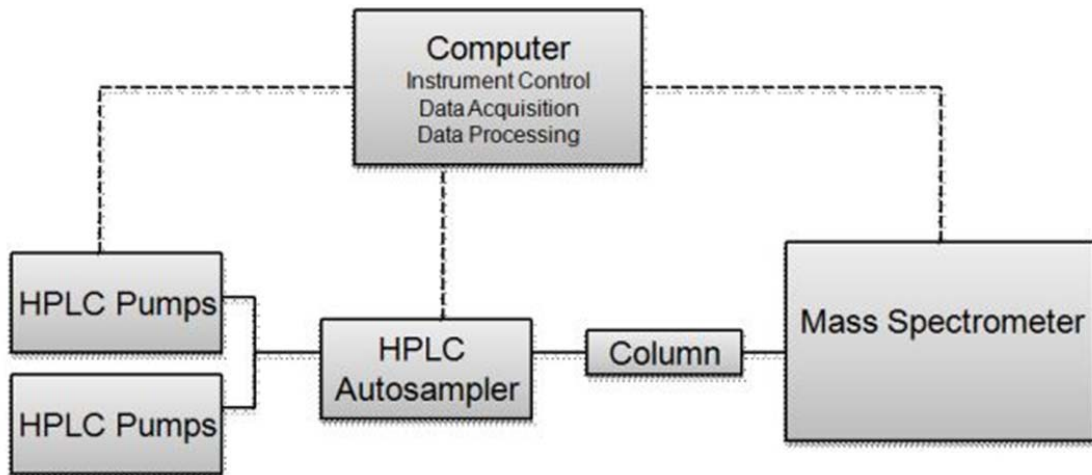 Computer
Instrument Control
Data Acquisition
Data Processing
HPLC Pumps
HPLC Pumps
HPLC
Autosampler
Column
Mass Spectrometer